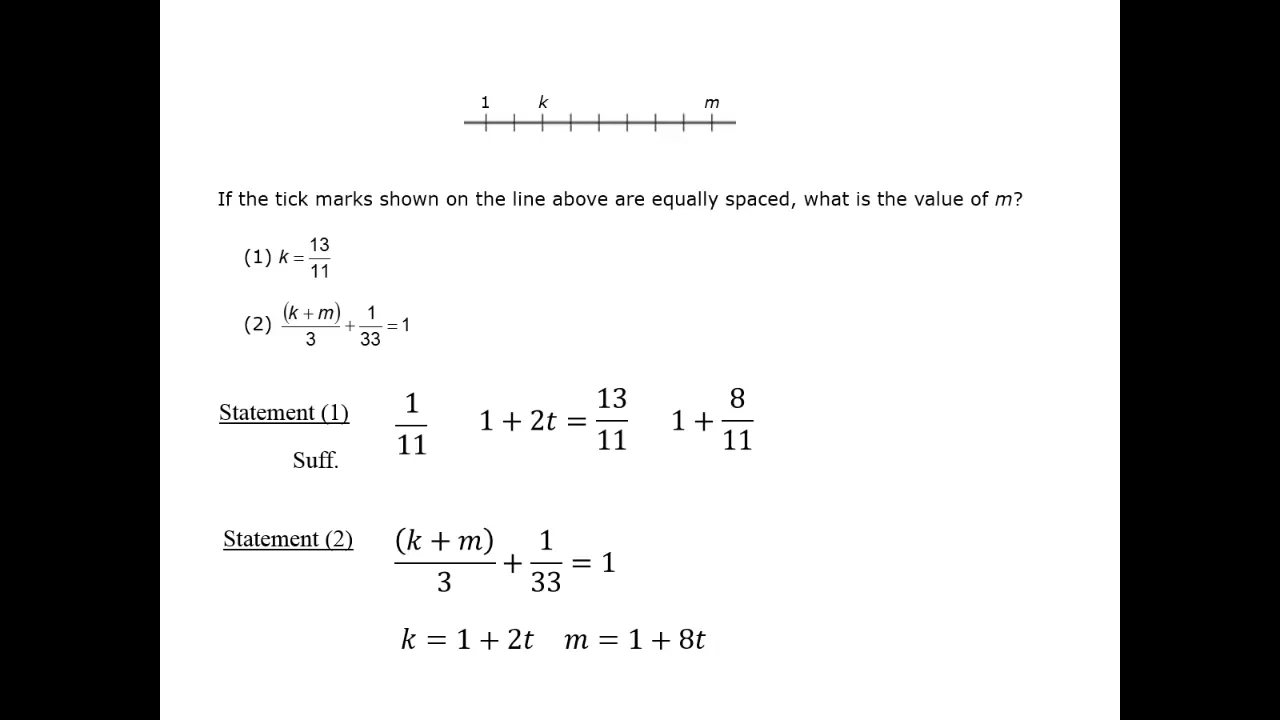 1 k m
If the tick marks shown on the line above are equally spaced, what is the value of m?
(1) k = 13/11
(2) (k + m)/3 + 1/33 = 1
Statement (1) 1/11 1 + 2t = 13/11 1 + 8/11
Suff.
Statement (2) (k + m)/3 + 1/33 = 1
k = 1 + 2t m = 1 + 8t